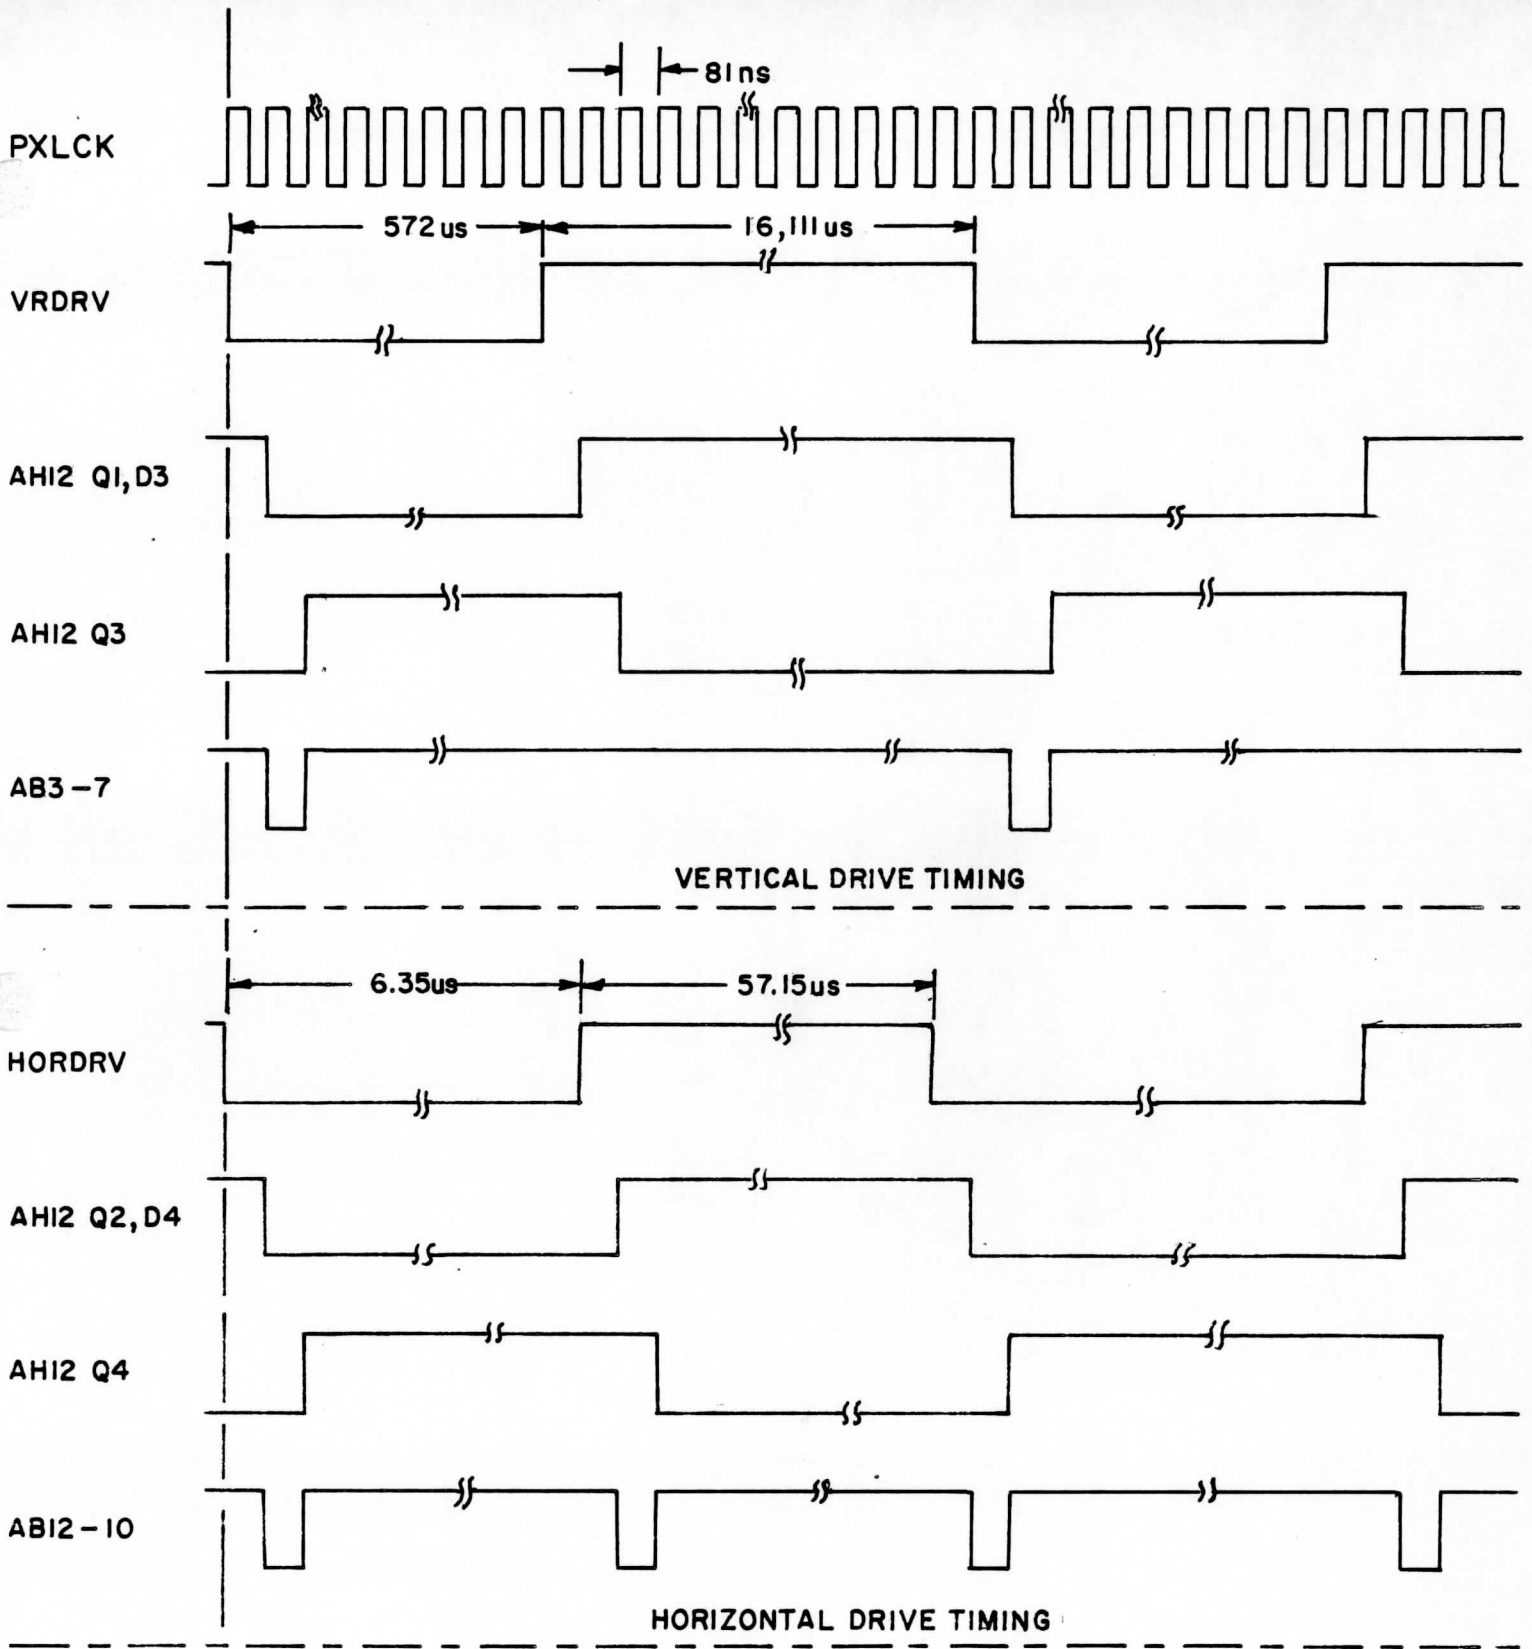 81ns
PXLCK
572us 16,111us
VRDRV
AH12 Q1,D3
AH12 Q3
AB3-7
VERTICAL DRIVE TIMING
6.35us 57.15us
HORDRV
AH12 Q2,D4
AH12 Q4
AB12-10
HORIZONTAL DRIVE TIMING